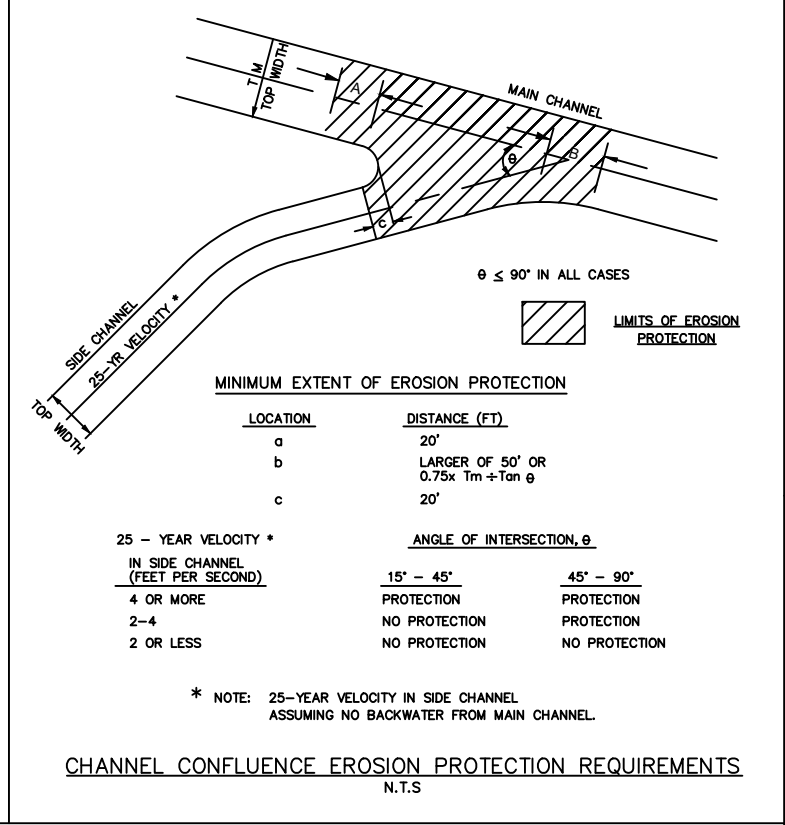 T M
TOP WIDTH
A
MAIN CHANNEL
B
θ
c
θ ≤ 90° IN ALL CASES
SIDE CHANNEL
25-YR VELOCITY *
TOP WIDTH
LIMITS OF EROSION
PROTECTION
MINIMUM EXTENT OF EROSION PROTECTION
LOCATION DISTANCE (FT)
a 20'
b LARGER OF 50' OR
0.75x Tm ÷Tan θ
c 20'
25 - YEAR VELOCITY * ANGLE OF INTERSECTION, θ
IN SIDE CHANNEL
(FEET PER SECOND) 15° - 45° 45° - 90°
4 OR MORE PROTECTION PROTECTION
2-4 NO PROTECTION PROTECTION
2 OR LESS NO PROTECTION NO PROTECTION
* NOTE: 25-YEAR VELOCITY IN SIDE CHANNEL
ASSUMING NO BACKWATER FROM MAIN CHANNEL.
CHANNEL CONFLUENCE EROSION PROTECTION REQUIREMENTS
N.T.S